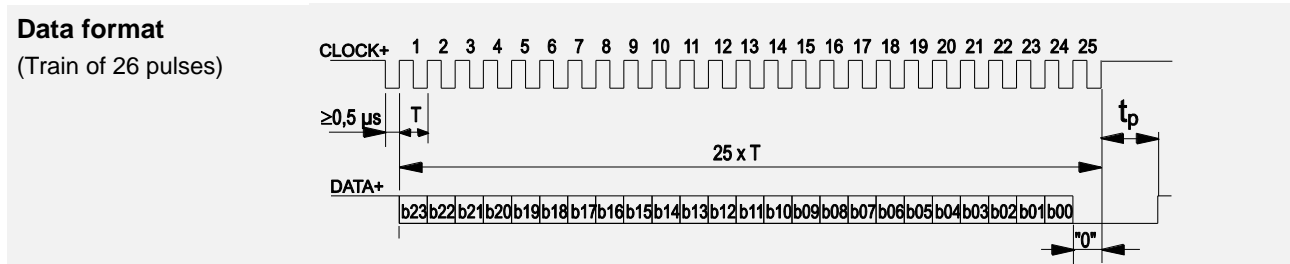 Data format
(Train of 26 pulses)
CLOCK+ 1 2 3 4 5 6 7 8 9 10 11 12 13 14 15 16 17 18 19 20 21 22 23 24 25
≥0,5 µs T tp
25 x T
DATA+
b23 b22 b21 b20 b19 b18 b17 b16 b15 b14 b13 b12 b11 b10 b09 b08 b07 b06 b05 b04 b03 b02 b01 b00
"0"